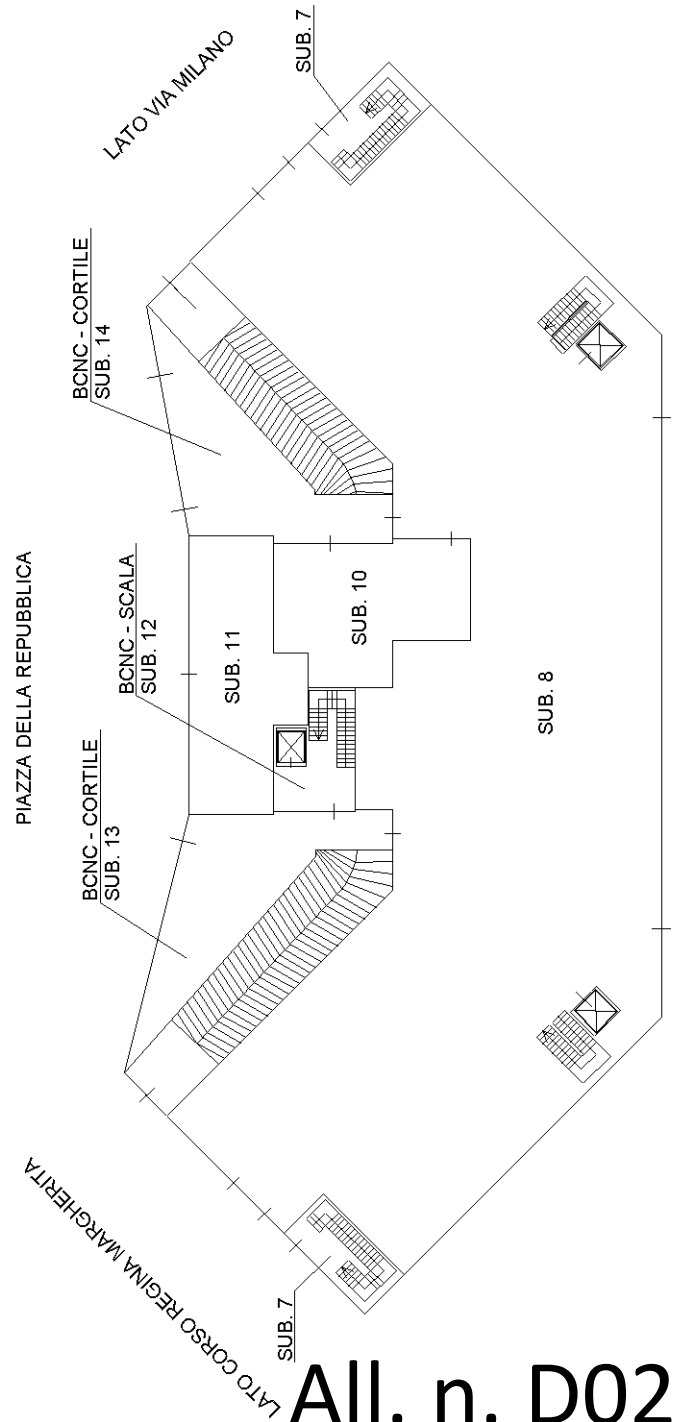 PIAZZA DELLA REPUBBLICA
LATO VIA MILANO
SUB. 7
BCNC - CORTILE
SUB. 14
BCNC - SCALA
SUB. 12
BCNC - CORTILE
SUB. 13
SUB. 11
SUB. 10
SUB. 8
LATO CORSO REGINA MARGHERITA
SUB. 7
All. n. D02